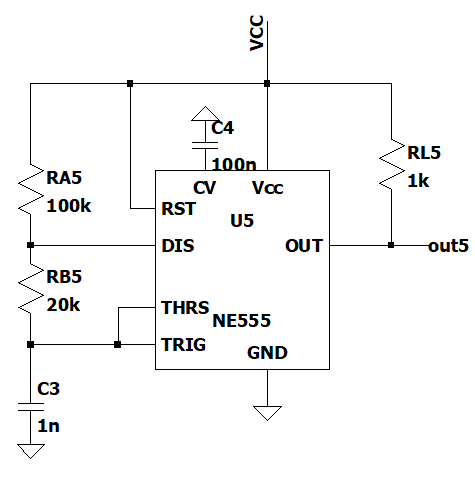 VCC
C4
100n
RA5
100k
CV
VCC
RL5
1k
RST
U5
DIS
OUT
out5
RB5
20k
THRS
NE555
TRIG
GND
C3
1n